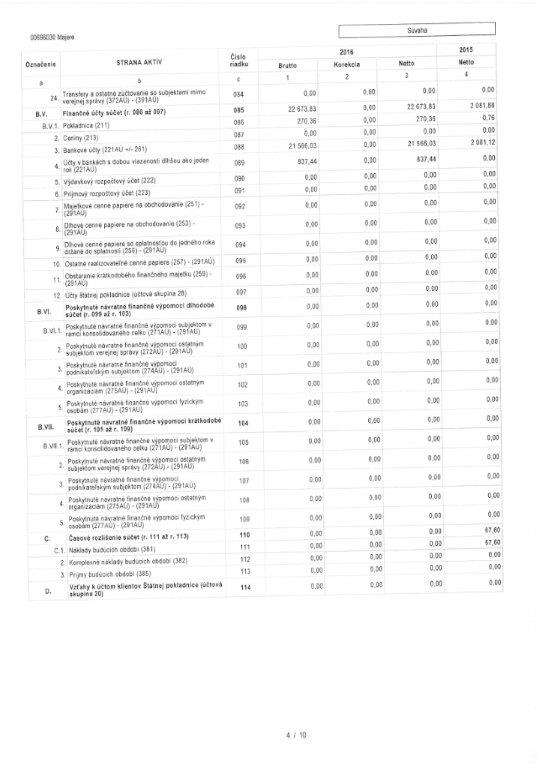 00696030 Majere
Súvaha
Označenie STRANA AKTÍV Číslo riadku 2016 2015
Brutto Korekcia Netto Netto
a b c 1 2 3 4
24. Transfery a ostatné zúčtovanie so subjektami mimo
verejnej správy (372AÚ) - (391AÚ) 084 0,00 0,00 0,00 0,00
B.V. Finančné účty súčet (r. 086 až 097) 085 22 673,83 0,00 22 673,83 2 081,88
B.V.1. Pokladnica (211) 086 270,36 0,00 270,36 0,76
2. Ceniny (213) 087 0,00 0,00 0,00 0,00
3. Bankové účty (221AÚ +/- 261) 088 21 566,03 0,00 21 566,03 2 081,12
4. Účty v bankách s dobou viazanosti dlhšou ako jeden
rok (221AÚ) 089 837,44 0,00 837,44 0,00
5. Výdavkový rozpočtový účet (222) 090 0,00 0,00 0,00 0,00
6. Príjmový rozpočtový účet (223) 091 0,00 0,00 0,00 0,00
7. Majetkové cenné papiere na obchodovanie (251) -
(291AÚ) 092 0,00 0,00 0,00 0,00
8. Dlhové cenné papiere na obchodovanie (253) -
(291AÚ) 093 0,00 0,00 0,00 0,00
9. Dlhové cenné papiere so splatnosťou do jedného roka
držané do splatnosti (256) - (291AÚ) 094 0,00 0,00 0,00 0,00
10. Ostatné realizovateľné cenné papiere (257) - (291AÚ) 095 0,00 0,00 0,00 0,00
11. Obstaranie krátkodobého finančného majetku (259) -
(291AÚ) 096 0,00 0,00 0,00 0,00
12. Účty štátnej pokladnice (účtová skupina 28) 097 0,00 0,00 0,00 0,00
B.VI. Poskytnuté návratné finančné výpomoci dlhodobé
súčet (r. 099 až r. 103) 098 0,00 0,00 0,00 0,00
B.VI.1. Poskytnuté návratné finančné výpomoci subjektom v
rámci konsolidovaného celku (271AÚ) - (291AÚ) 099 0,00 0,00 0,00 0,00
2. Poskytnuté návratné finančné výpomoci ostatným
subjektom verejnej správy (272AÚ) - (291AÚ) 100 0,00 0,00 0,00 0,00
3. Poskytnuté návratné finančné výpomoci
podnikateľským subjektom (274AÚ) - (291AÚ) 101 0,00 0,00 0,00 0,00
4. Poskytnuté návratné finančné výpomoci ostatným
organizáciám (275AÚ) - (291AÚ) 102 0,00 0,00 0,00 0,00
5. Poskytnuté návratné finančné výpomoci fyzickým
osobám (277AÚ) - (291AÚ) 103 0,00 0,00 0,00 0,00
B.VII. Poskytnuté návratné finančné výpomoci krátkodobé
súčet (r. 105 až r. 109) 104 0,00 0,00 0,00 0,00
B.VII.1. Poskytnuté návratné finančné výpomoci subjektom v
rámci konsolidovaného celku (271AÚ) - (291AÚ) 105 0,00 0,00 0,00 0,00
2. Poskytnuté návratné finančné výpomoci ostatným
subjektom verejnej správy (272AÚ) - (291AÚ) 106 0,00 0,00 0,00 0,00
3. Poskytnuté návratné finančné výpomoci
podnikateľským subjektom (274AÚ) - (291AÚ) 107 0,00 0,00 0,00 0,00
4. Poskytnuté návratné finančné výpomoci ostatným
organizáciám (275AÚ) - (291AÚ) 108 0,00 0,00 0,00 0,00
5. Poskytnuté návratné finančné výpomoci fyzickým
osobám (277AÚ) - (291AÚ) 109 0,00 0,00 0,00 0,00
C. Časové rozlíšenie súčet (r. 111 až r. 113) 110 0,00 0,00 0,00 67,60
C.1. Náklady budúcich období (381) 111 0,00 0,00 0,00 67,60
2. Komplexné náklady budúcich období (382) 112 0,00 0,00 0,00 0,00
3. Príjmy budúcich období (385) 113 0,00 0,00 0,00 0,00
D. Vzťahy k účtom klientov Štátnej pokladnice (účtová
skupina 20) 114 0,00 0,00 0,00 0,00
4 / 10